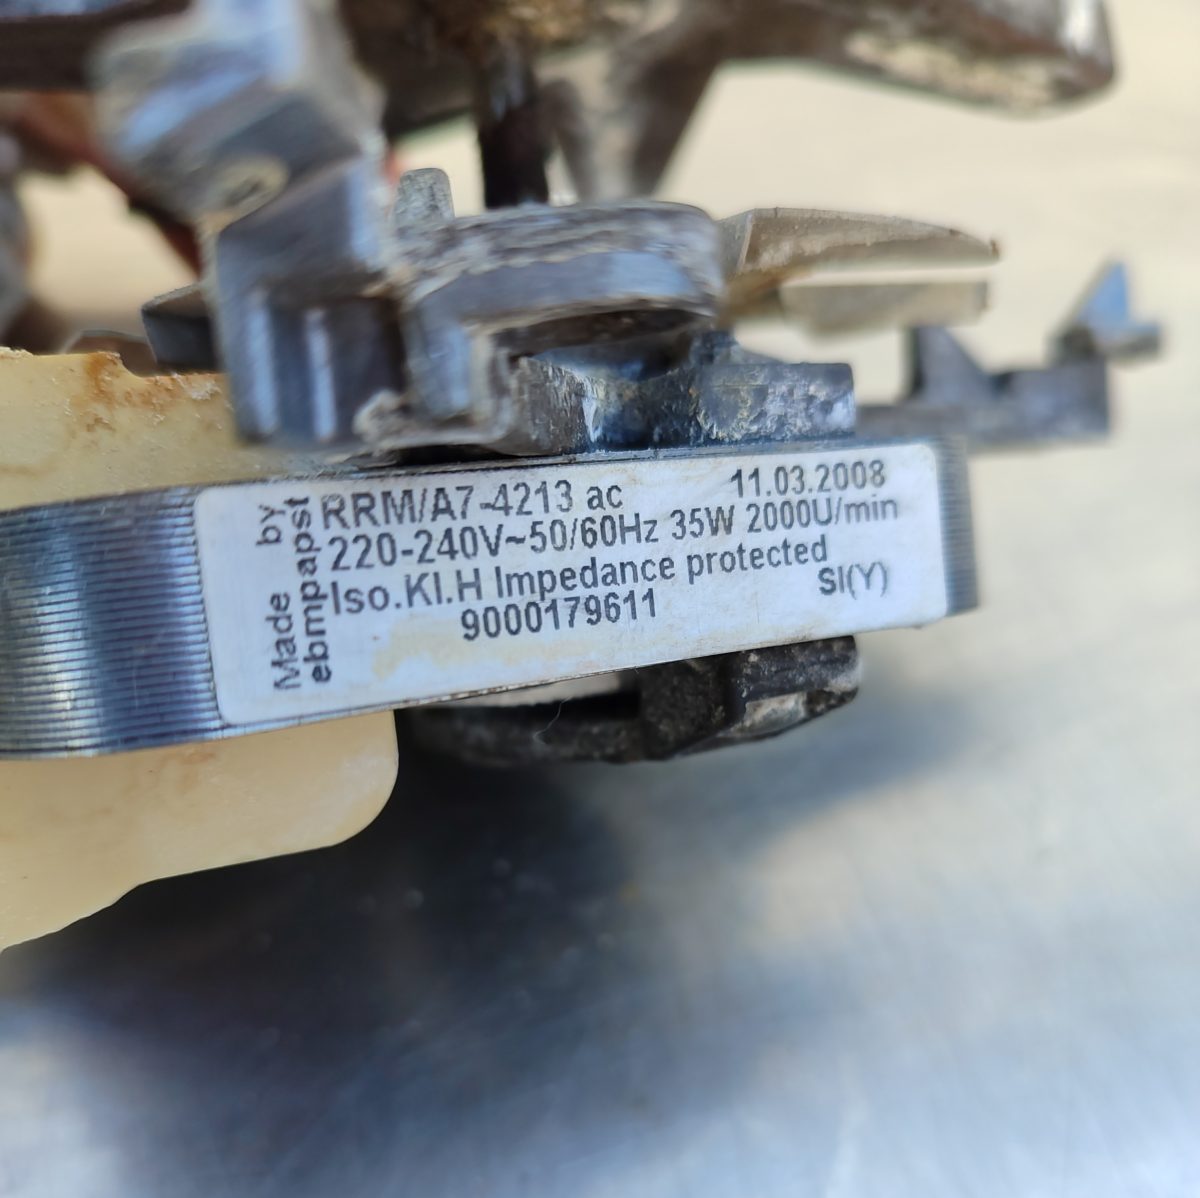 Made by
ebmpapst
RRM/A7-4213 ac 11.03.2008
220-240V~50/60Hz 35W 2000U/min
Iso.Kl.H Impedance protected
9000179611 SI(Y)